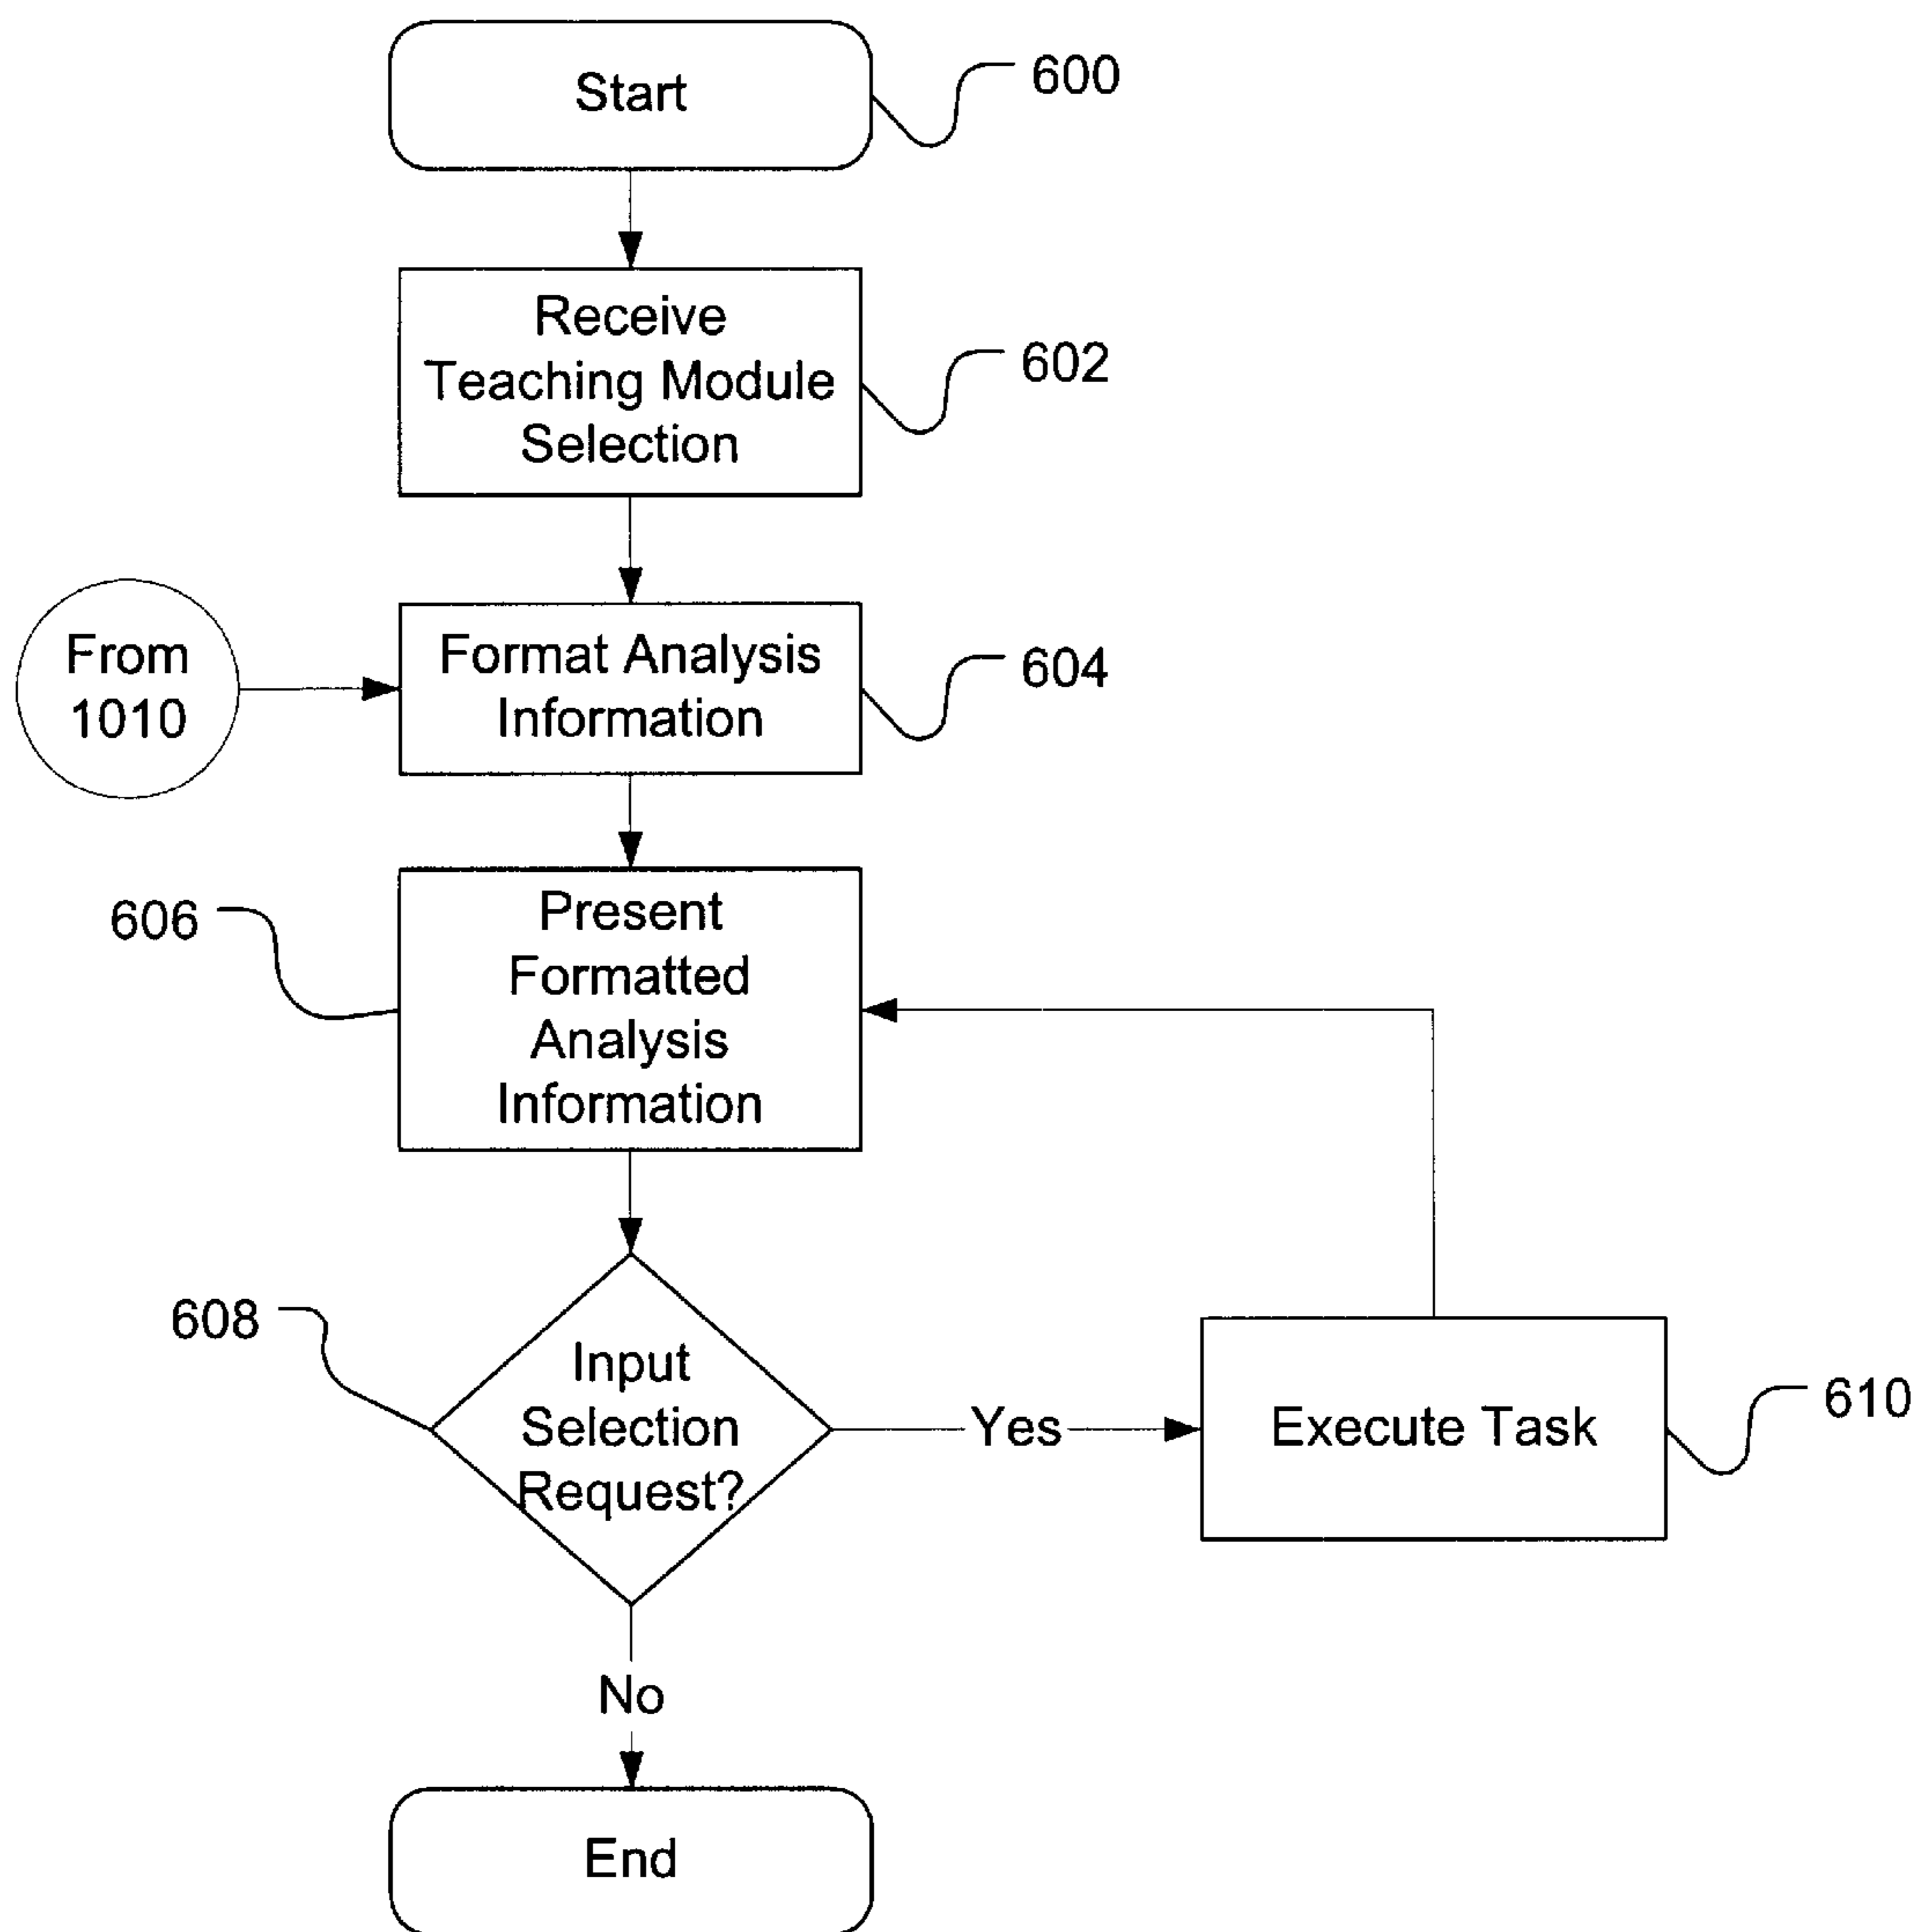 Start
600
Receive
Teaching Module
Selection
602
From
1010
Format Analysis
Information
604
606
Present
Formatted
Analysis
Information
608
Input
Selection
Request?
Yes
Execute Task
610
No
End